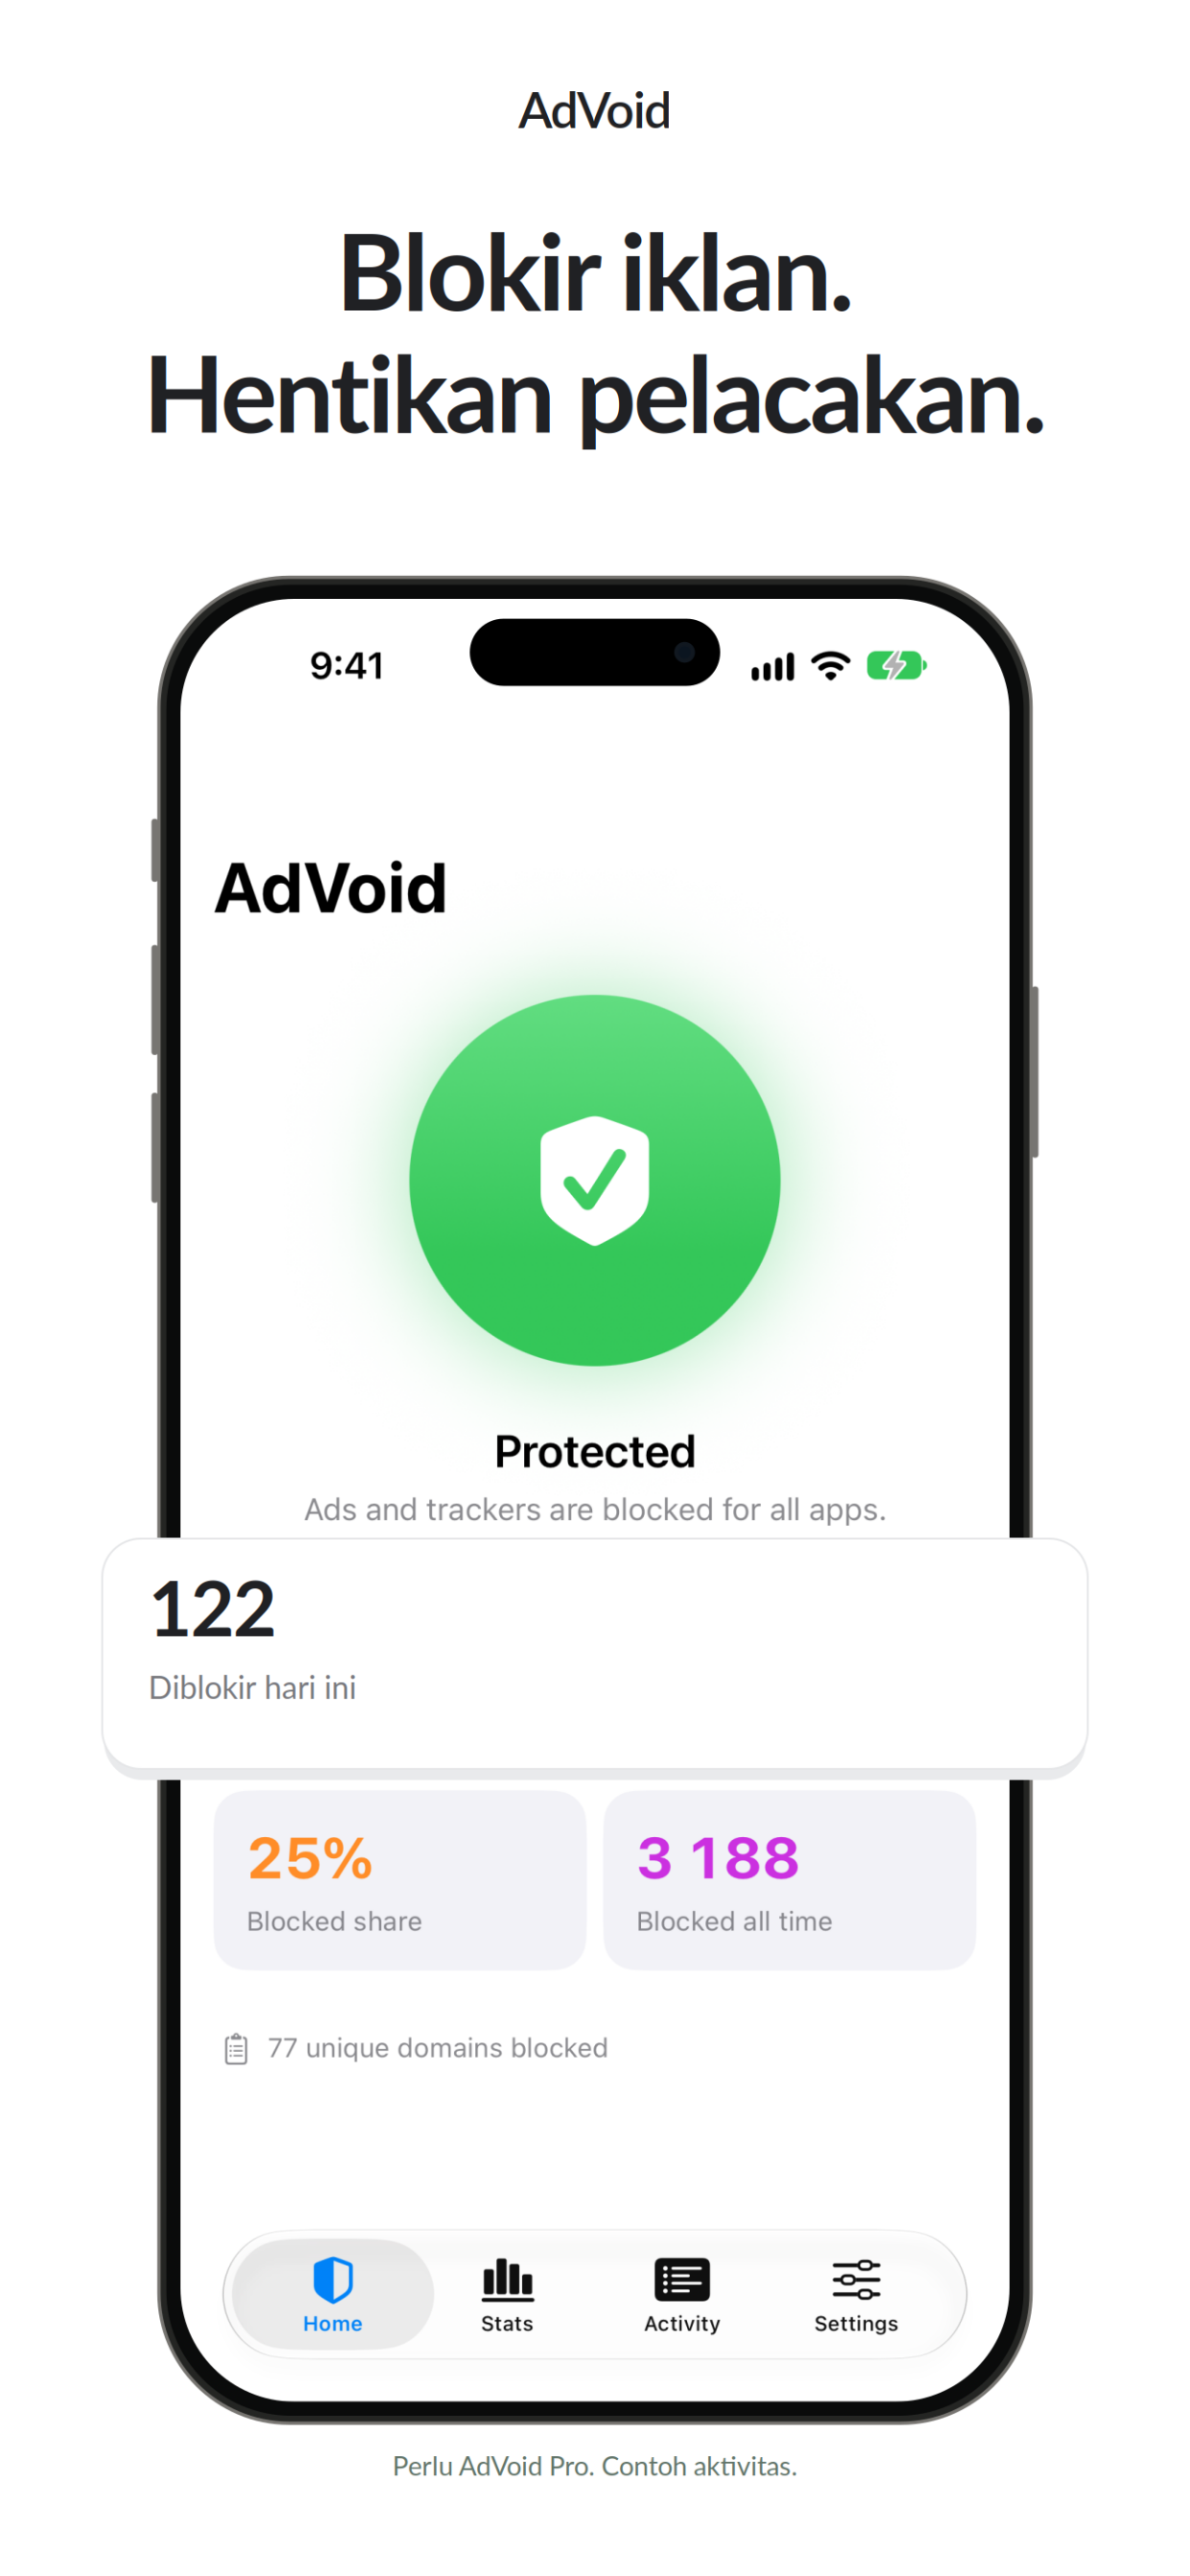 AdVoid
Blokir iklan.
Hentikan pelacakan.
9:41
AdVoid
Protected
Ads and trackers are blocked for all apps.
122
Diblokir hari ini
25%
Blocked share
3 188
Blocked all time
77 unique domains blocked
Home
Stats
Activity
Settings
Perlu AdVoid Pro. Contoh aktivitas.